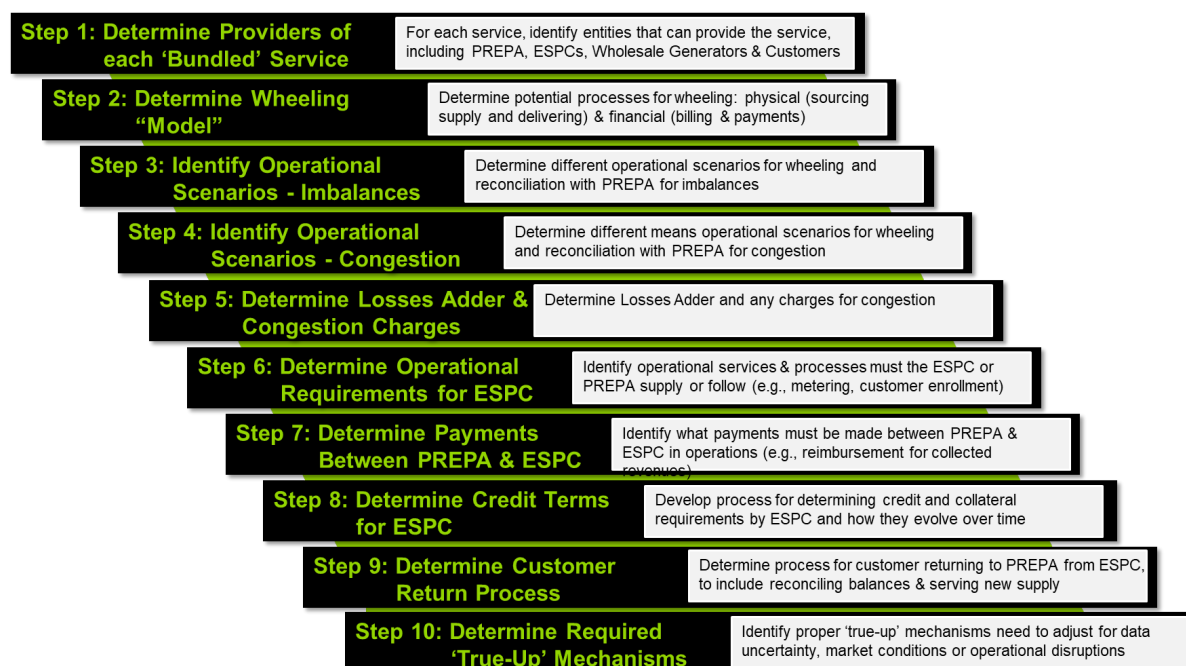 Step 1: Determine Providers of
each ‘Bundled’ Service
For each service, identify entities that can provide the service,
including PREPA, ESPCs, Wholesale Generators & Customers
Step 2: Determine Wheeling
“Model”
Determine potential processes for wheeling: physical (sourcing
supply and delivering) & financial (billing & payments)
Step 3: Identify Operational
Scenarios - Imbalances
Determine different operational scenarios for wheeling and
reconciliation with PREPA for imbalances
Step 4: Identify Operational
Scenarios - Congestion
Determine different means operational scenarios for wheeling
and reconciliation with PREPA for congestion
Step 5: Determine Losses Adder &
Congestion Charges
Determine Losses Adder and any charges for congestion
Step 6: Determine Operational
Requirements for ESPC
Identify operational services & processes must the ESPC or
PREPA supply or follow (e.g., metering, customer enrollment)
Step 7: Determine Payments
Between PREPA & ESPC
Identify what payments must be made between PREPA &
ESPC in operations (e.g., reimbursement for collected
revenues)
Step 8: Determine Credit Terms
for ESPC
Develop process for determining credit and collateral
requirements by ESPC and how they evolve over time
Step 9: Determine Customer
Return Process
Determine process for customer returning to PREPA from ESPC,
to include reconciling balances & serving new supply
Step 10: Determine Required
‘True-Up’ Mechanisms
Identify proper ‘true-up’ mechanisms need to adjust for data
uncertainty, market conditions or operational disruptions